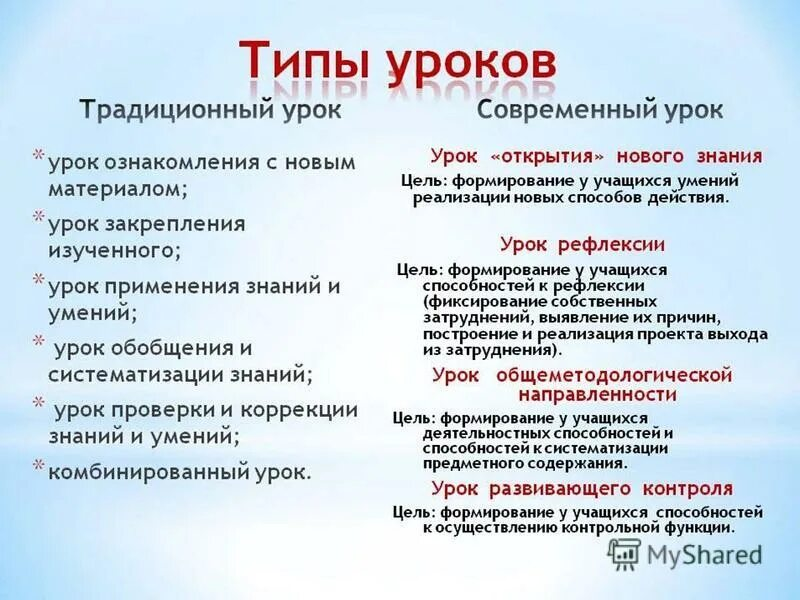 Типы уроков
Традиционный урок
* урок ознакомления с новым
материалом;
* урок закрепления
изученного;
* урок применения знаний и
умений;
* урок обобщения и
систематизации знаний;
* урок проверки и коррекции
знаний и умений;
* комбинированный урок.
Современный урок
Урок «открытия» нового знания
Цель: формирование у учащихся умений
реализации новых способов действия.
Урок рефлексии
Цель: формирование у учащихся
способностей к рефлексии
(фиксирование собственных
затруднений, выявление их причин,
построение и реализация проекта выхода
из затруднения).
Урок общеметодологической
направленности
Цель: формирование у учащихся
деятельностных способностей и
способностей к систематизации
предметного содержания.
Урок развивающего контроля
Цель: формирование у учащихся способностей
к осуществлению контрольной функции.
MyShared